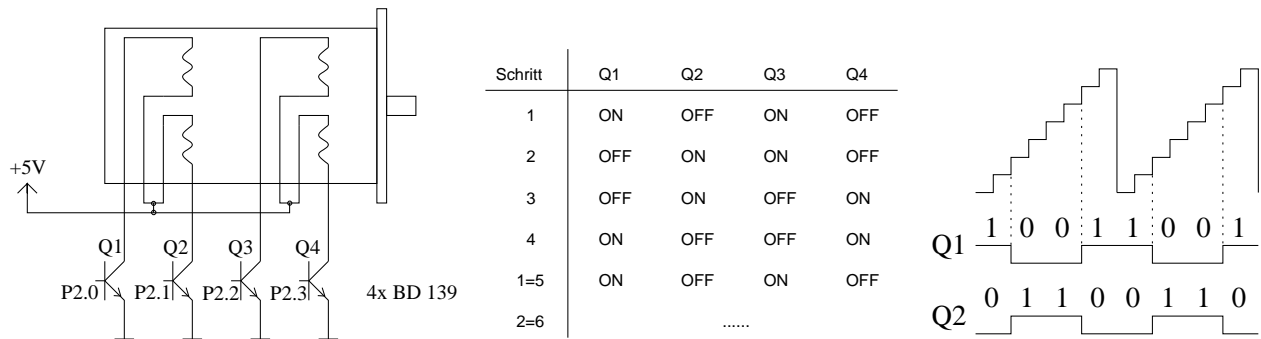 +5V
Q1 Q2 Q3 Q4
P2.0 P2.1 P2.2 P2.3 4x BD 139
Schritt Q1 Q2 Q3 Q4
1 ON OFF ON OFF
2 OFF ON ON OFF
3 OFF ON OFF ON
4 ON OFF OFF ON
1=5 ON OFF ON OFF
2=6 ......
Q1 1 0 0 1 1 0 0 1
Q2 0 1 1 0 0 1 1 0